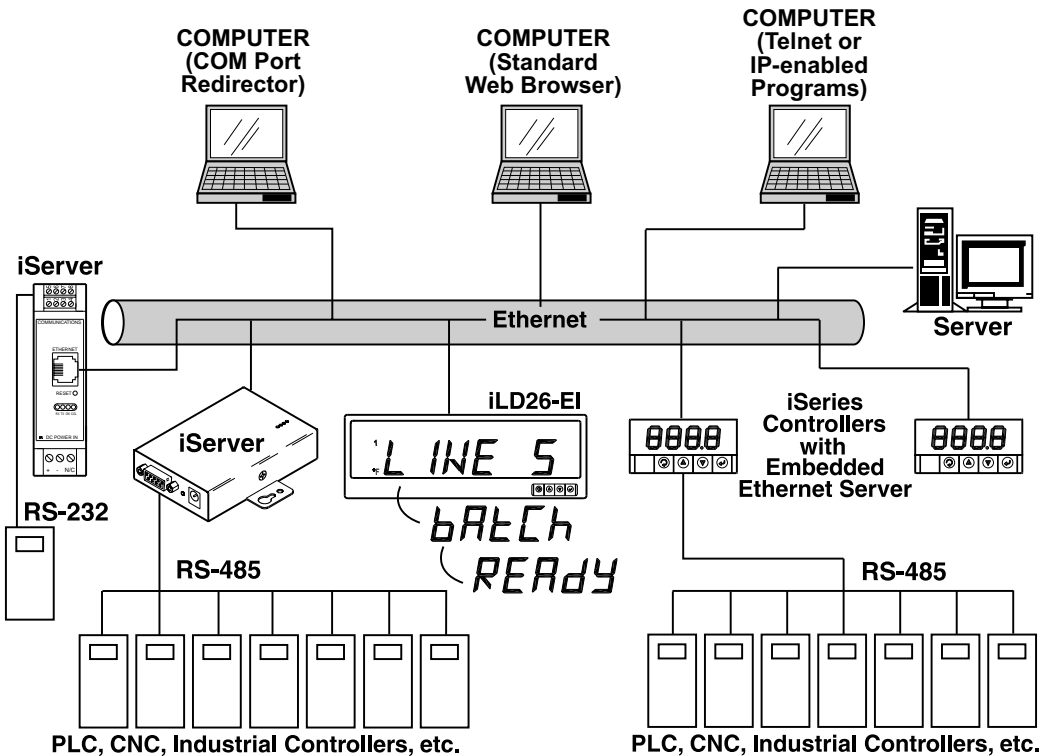 COMPUTER
(COM Port
Redirector)
COMPUTER
(Standard
Web Browser)
COMPUTER
(Telnet or
IP-enabled
Programs)
iServer
COMMUNICATIONS
ETHERNET
RESET
DC POWER IN
+ - N/C
Ethernet
Server
iServer
iLD26-EI
1
°F
LINE 5
bAtCh
REAdY
888.8
iSeries
Controllers
with
Embedded
Ethernet Server
888.8
RS-232
RS-485
RS-485
PLC, CNC, Industrial Controllers, etc.
PLC, CNC, Industrial Controllers, etc.